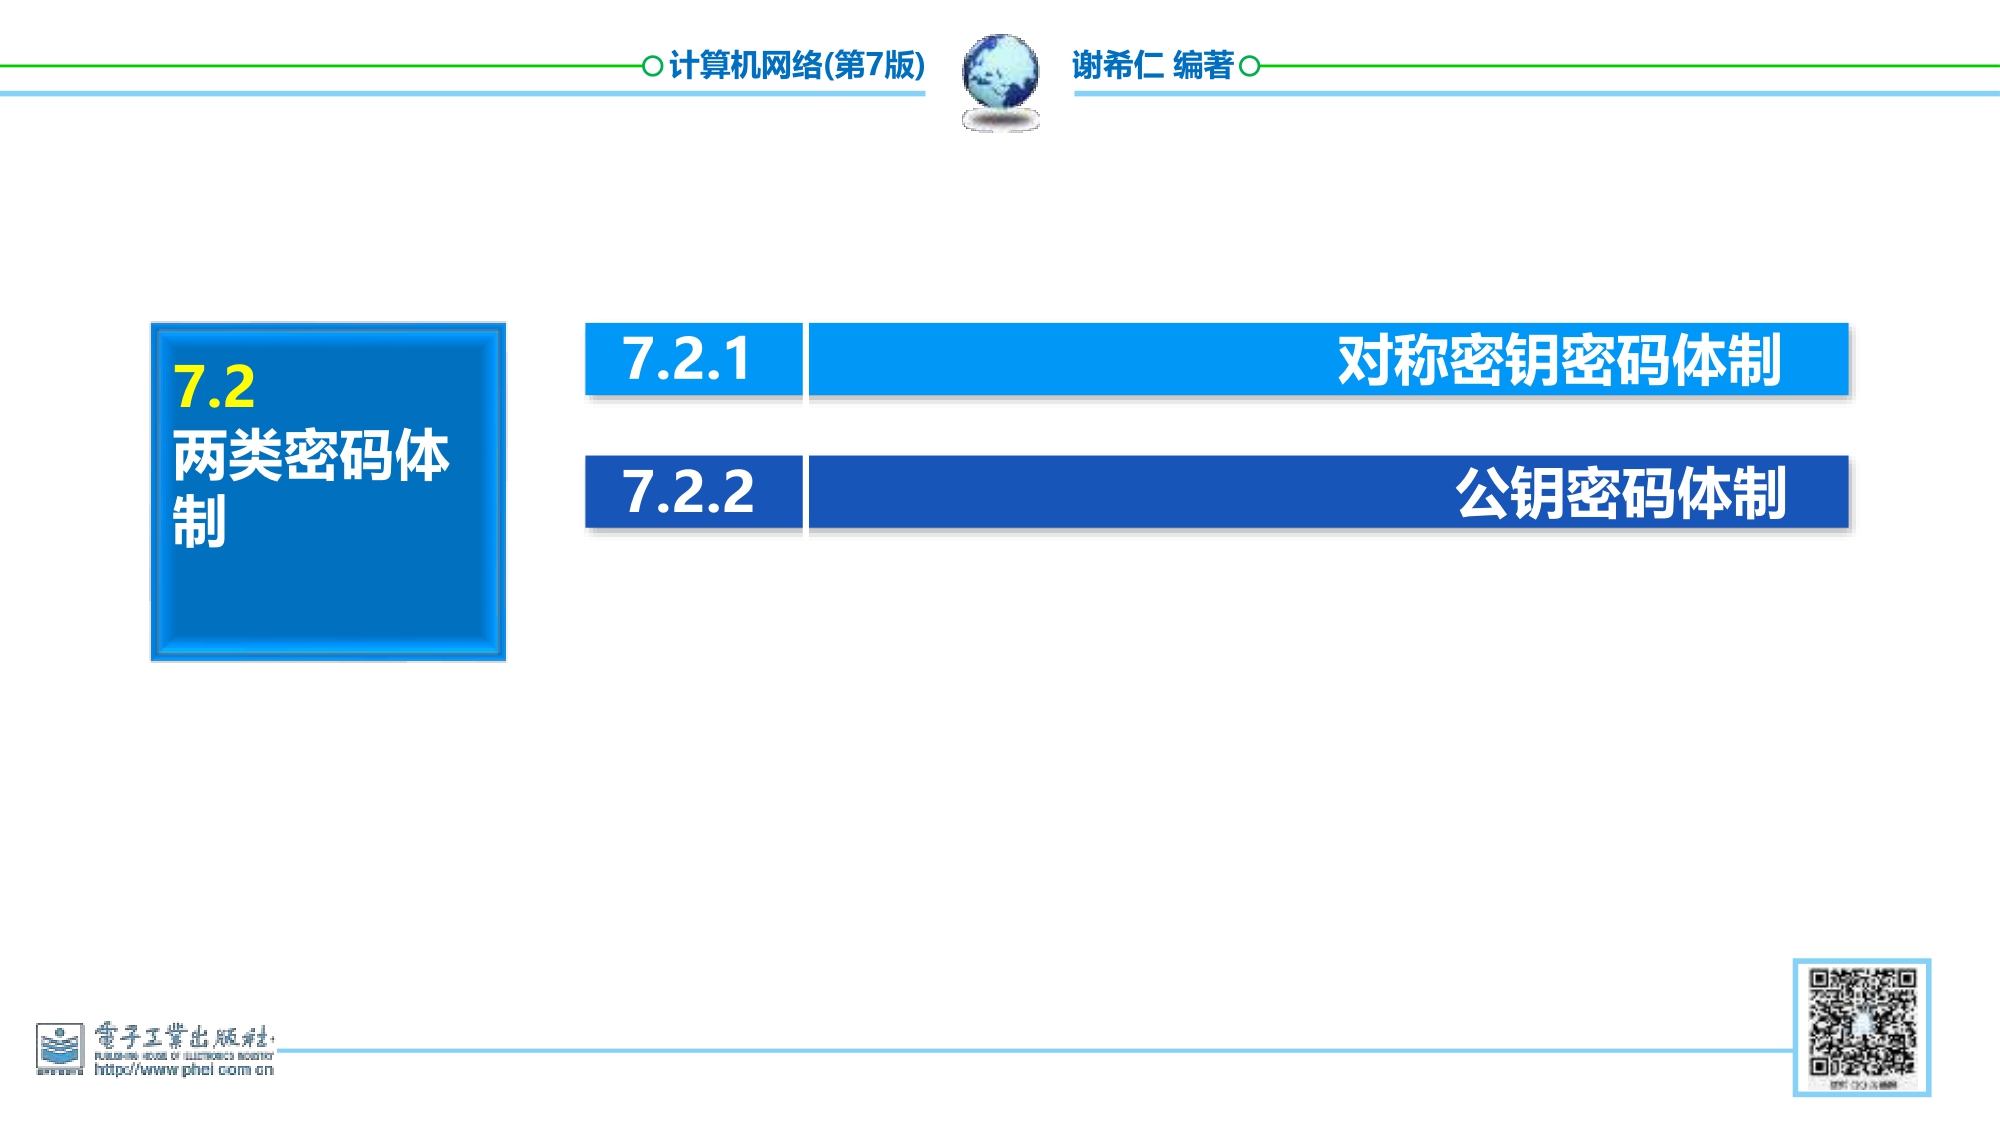 计算机网络(第7版)
谢希仁 编著
7.2
两类密码体
制
7.2.1
对称密钥密码体制
7.2.2
公钥密码体制
電子工業出版社
PUBLISHING HOUSE OF ELECTRONICS INDUSTRY
http://www.phei.com.cn